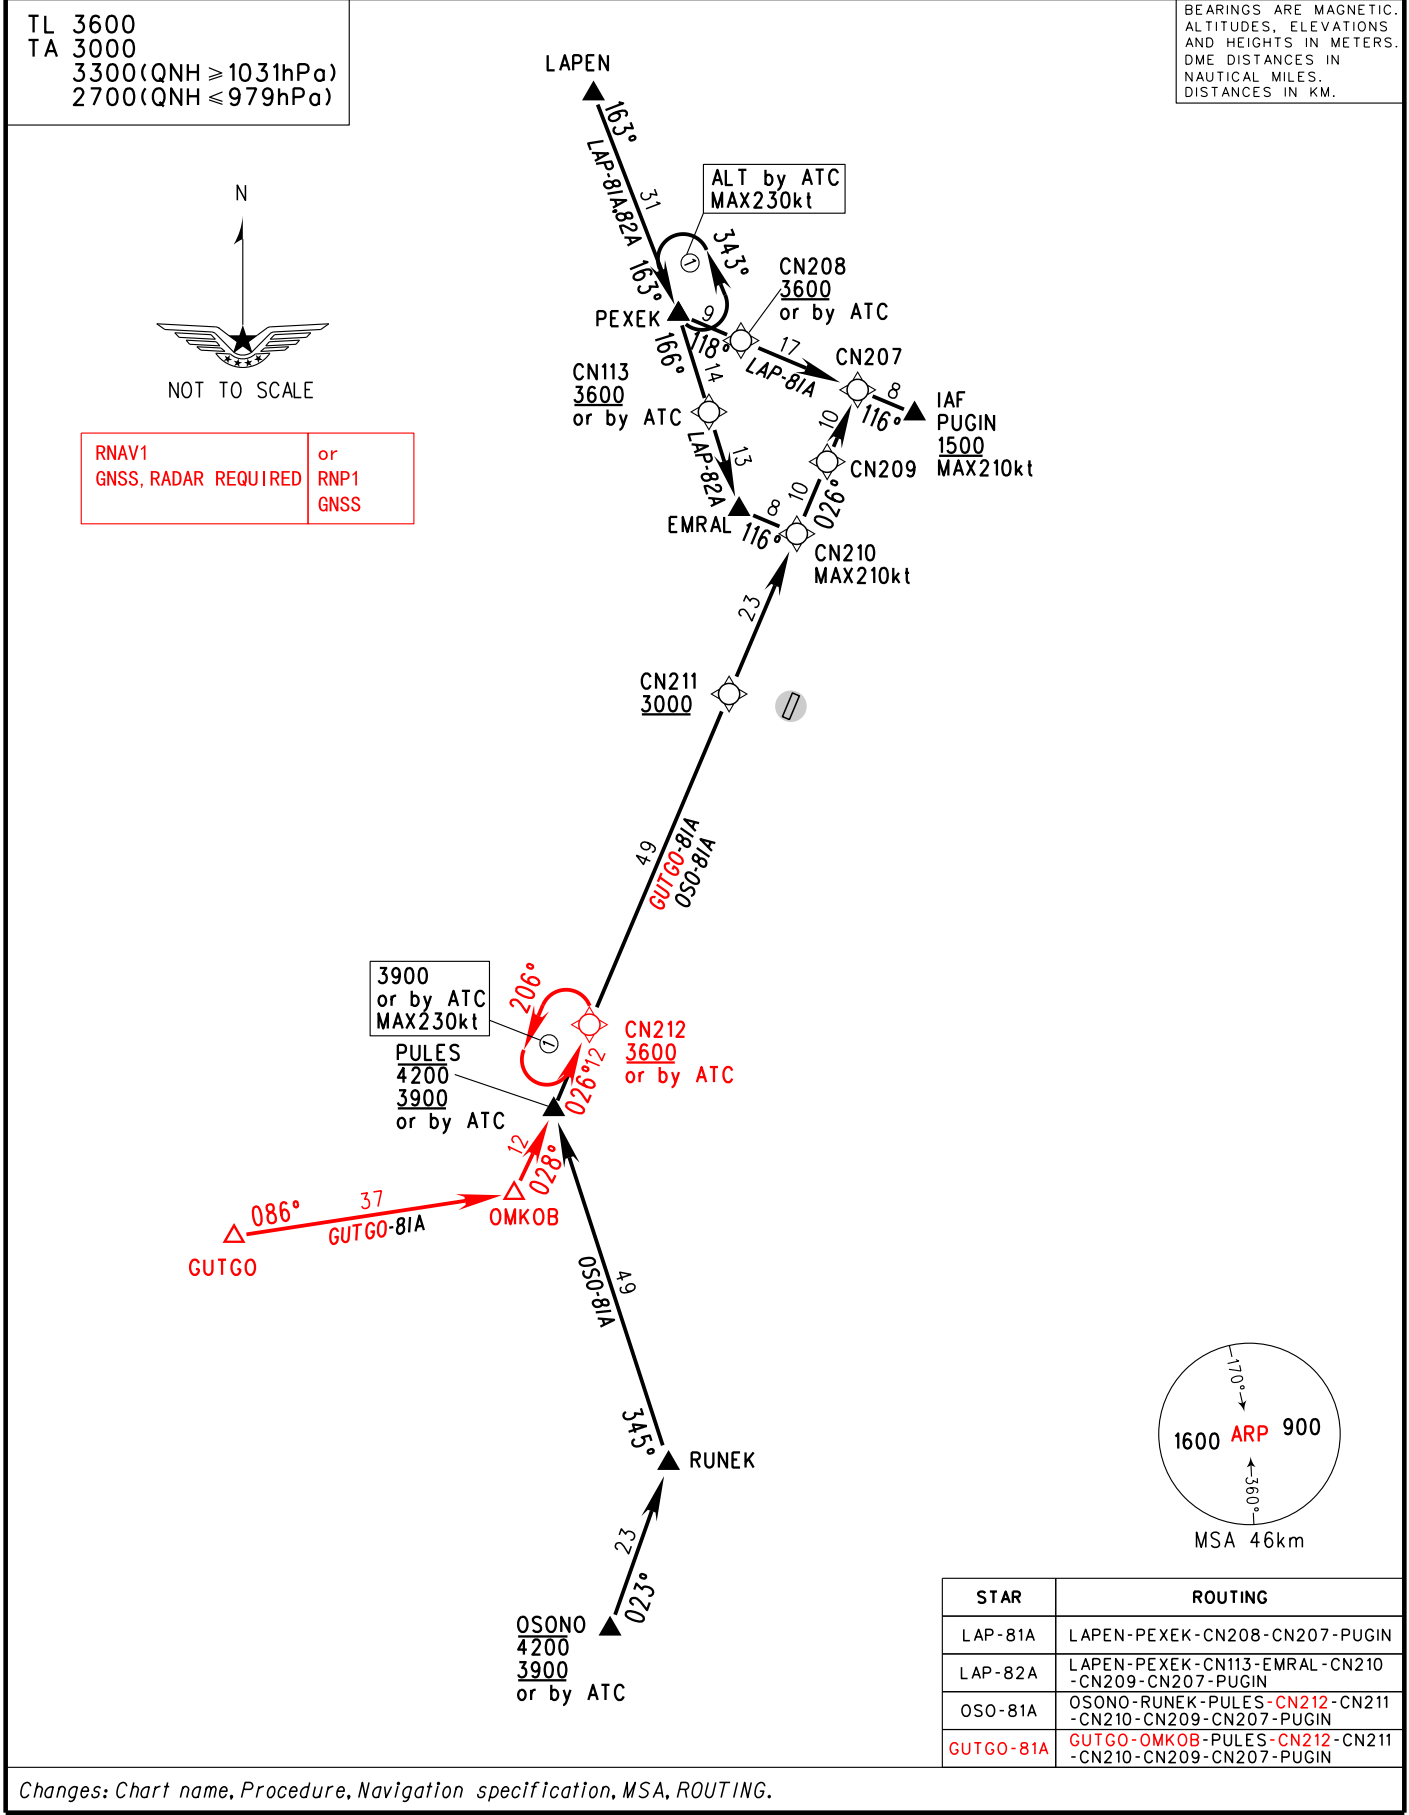 TL 3600
TA 3000
3300(QNH ≥1031hPa)
2700(QNH ≤979hPa)
BEARINGS ARE MAGNETIC.
ALTITUDES, ELEVATIONS
AND HEIGHTS IN METERS.
DME DISTANCES IN
NAUTICAL MILES.
DISTANCES IN KM.
N
NOT TO SCALE
RNAV1
GNSS, RADAR REQUIRED
or
RNP1
GNSS
LAPEN
163°
31
LAP-81A,82A
163°
ALT by ATC
MAX230kt
343°
1
PEXEK
9
118°
CN208
3600
or by ATC
17
LAP-81A
CN207
8
116°
IAF
PUGIN
1500
MAX210kt
166°
14
CN113
3600
or by ATC
13
LAP-82A
EMRAL
8
116°
10
CN209
10
026°
CN210
MAX210kt
23
CN211
3000
49
GUTGO-81A
OSO-81A
3900
or by ATC
MAX230kt
206°
1
CN212
3600
or by ATC
12
026°
PULES
4200
3900
or by ATC
12
028°
086°
37
GUTGO-81A
GUTGO
OMKOB
49
OSO-81A
345°
RUNEK
23
023°
OSONO
4200
3900
or by ATC
170°
1600 ARP 900
360°
MSA 46km
STAR ROUTING
LAP-81A LAPEN-PEXEK-CN208-CN207-PUGIN
LAP-82A LAPEN-PEXEK-CN113-EMRAL-CN210
-CN209-CN207-PUGIN
OSO-81A OSONO-RUNEK-PULES-CN212-CN211
-CN210-CN209-CN207-PUGIN
GUTGO-81A GUTGO-OMKOB-PULES-CN212-CN211
-CN210-CN209-CN207-PUGIN
Changes: Chart name, Procedure, Navigation specification, MSA, ROUTING.